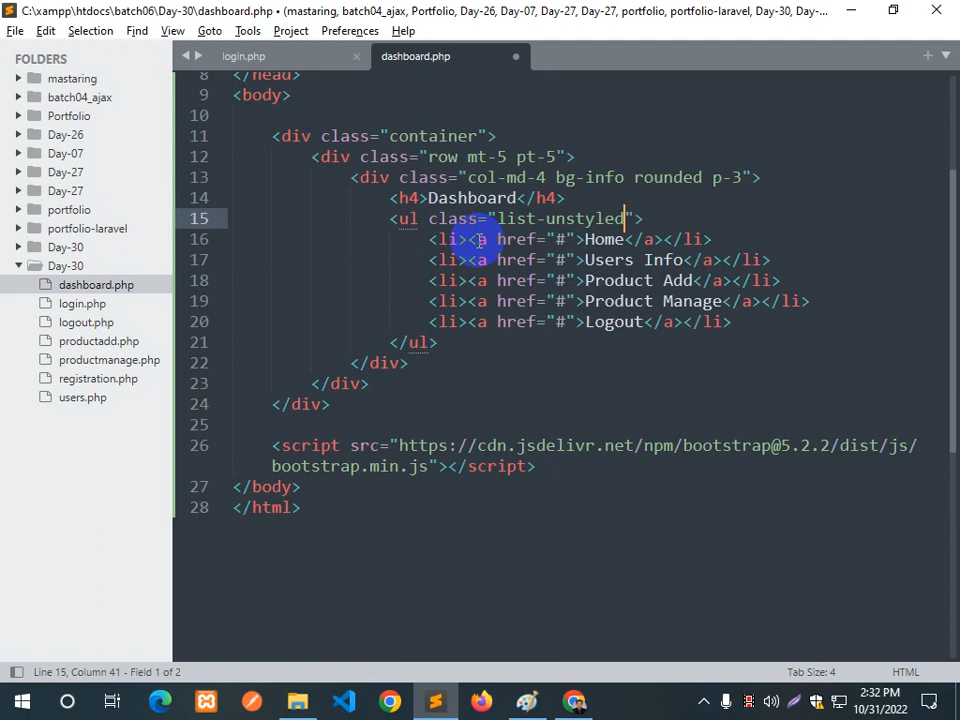 C:\xampp\htdocs\batch06\Day-30\dashboard.php • (mastaring, batch04_ajax, Portfolio, Day-26, Day-07, Day-27, Day-27, portfolio, portfolio-laravel, Day-30, Day-...
File Edit Selection Find View Goto Tools Project Preferences Help
FOLDERS
mastaring
batch04_ajax
Portfolio
Day-26
Day-07
Day-27
Day-27
portfolio
portfolio-laravel
Day-30
Day-30
dashboard.php
login.php
logout.php
productadd.php
productmanage.php
registration.php
users.php
login.php × dashboard.php
8 </head>
9 <body>
10
11 <div class="container">
12 <div class="row mt-5 pt-5">
13 <div class="col-md-4 bg-info rounded p-3">
14 <h4>Dashboard</h4>
15 <ul class="list-unstyled">
16 <li><a href="#">Home</a></li>
17 <li><a href="#">Users Info</a></li>
18 <li><a href="#">Product Add</a></li>
19 <li><a href="#">Product Manage</a></li>
20 <li><a href="#">Logout</a></li>
21 </ul>
22 </div>
23 </div>
24 </div>
25
26 <script src="https://cdn.jsdelivr.net/npm/bootstrap@5.2.2/dist/js/
bootstrap.min.js"></script>
27 </body>
28 </html>
Line 15, Column 41 - Field 1 of 2 Tab Size: 4 HTML
2:32 PM
10/31/2022